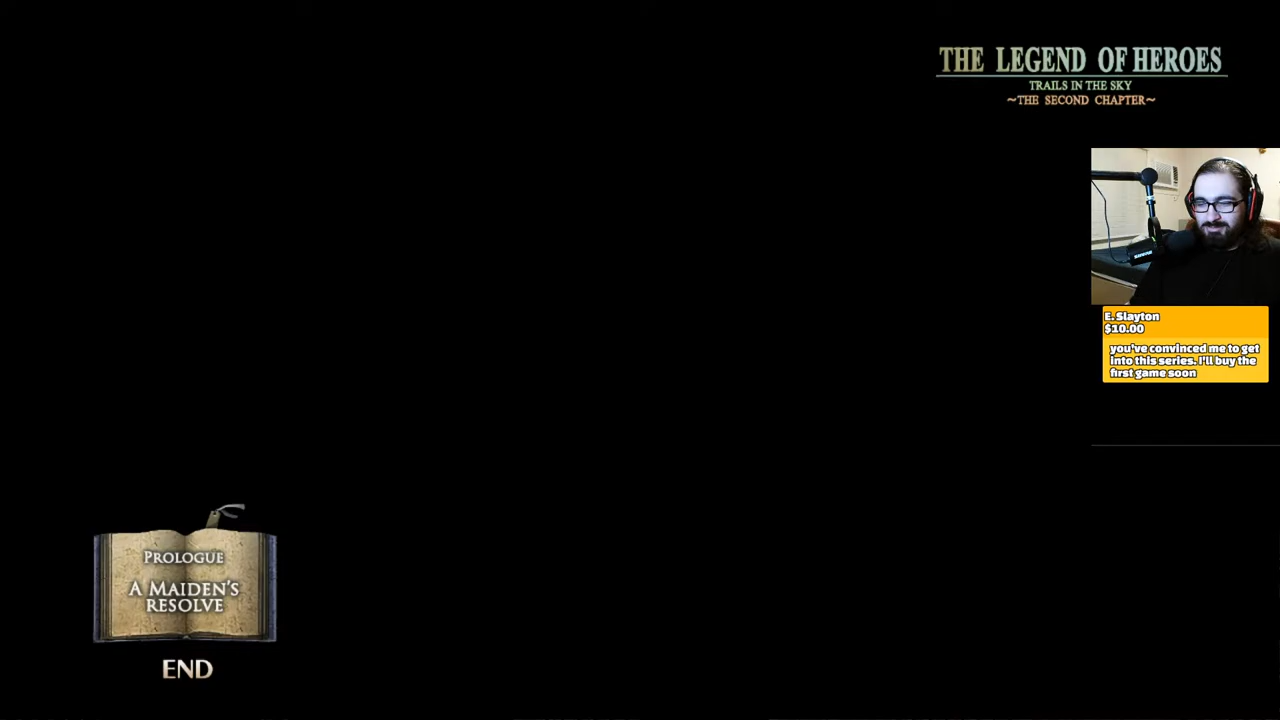 THE LEGEND OF HEROES
TRAILS IN THE SKY
~THE SECOND CHAPTER~
E. Slayton
$10.00
you've convinced me to get
into this series. I'll buy the
first game soon
PROLOGUE
A MAIDEN'S
RESOLVE
END